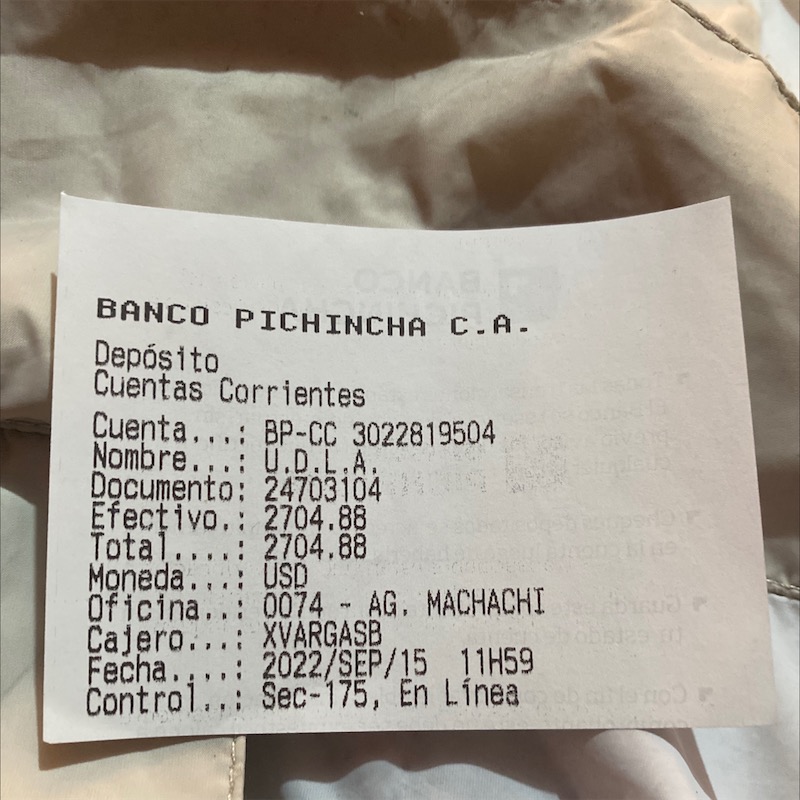 BANCO PICHINCHA C.A.
Depósito
Cuentas Corrientes
Cuenta...: BP-CC 3022819504
Nombre...: U.D.L.A.
Documento: 24703104
Efectivo.: 2704.88
Total....: 2704.88
Moneda...: USD
Oficina..: 0074 - AG. MACHACHI
Cajero...: XVARGASB
Fecha....: 2022/SEP/15 11H59
Control..: Sec-175, En Línea